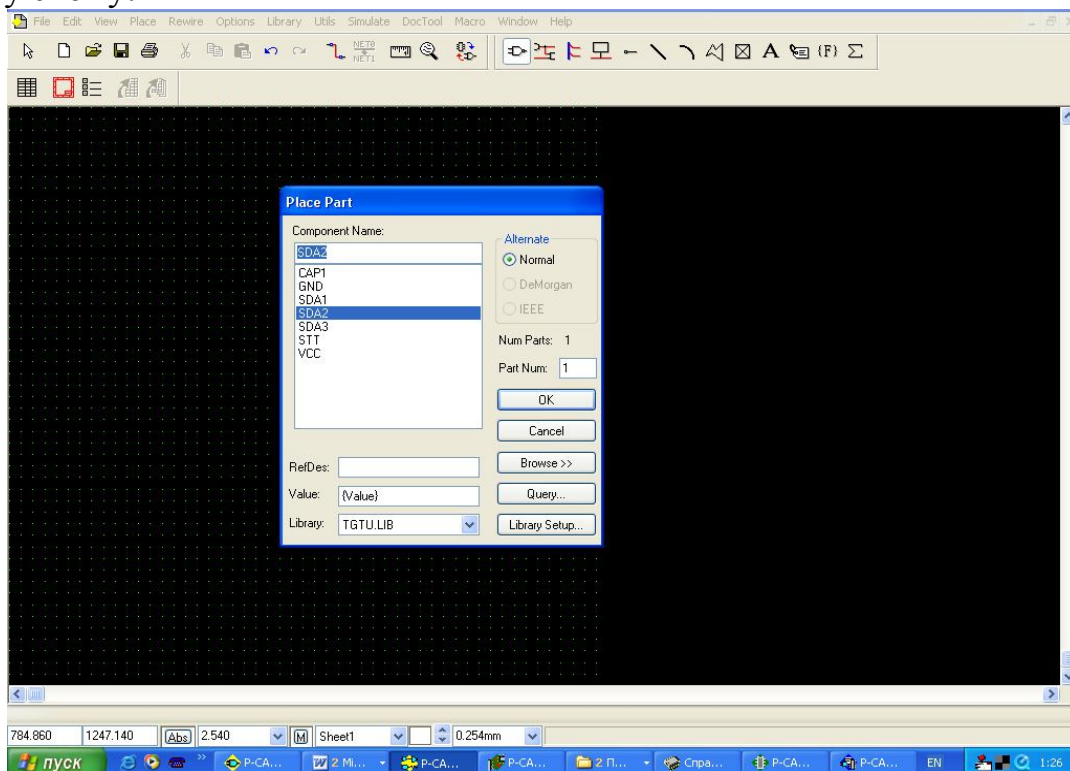 File Edit View Place Rewire Options Library Utils Simulate DocTool Macro Window Help
NET0
NET1
A {F} Σ
Place Part
Component Name:
SDA2
CAP1
GND
SDA1
SDA2
SDA3
STT
VCC
Alternate
Normal
DeMorgan
IEEE
Num Parts: 1
Part Num: 1
OK
Cancel
Browse >>
Query...
Library Setup...
RefDes:
Value: {Value}
Library: TGTU.LIB
784.860 1247.140 Abs 2.540 M Sheet1 0.254mm
пуск P-CA... 2 Mi... P-CA... P-CA... 2 П... Спра... P-CA... P-CA... EN 1:26